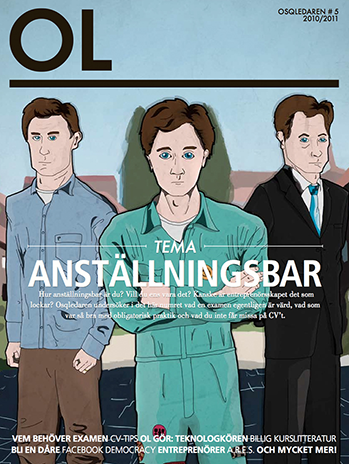 OL
OSQLEDAREN # 5
2010/2011
TEMA
ANSTÄLLNINGSBAR
Hur anställningsbar är du? Vill du ens vara det? Kanske är entreprenörskapet det som
lockar? Osqledaren undersöker i det här numret vad en examen egentligen är värd, vad som
var så bra med obligatorisk praktik och vad du inte får missa på CV't.
VEM BEHÖVER EXAMEN CV-TIPS OL GÖR: TEKNOLOGKÖREN BILLIG KURSLITTERATUR
BLI EN DÅRE FACEBOOK DEMOCRACY ENTREPRENÖRER A.R.E.S. OCH MYCKET MER!